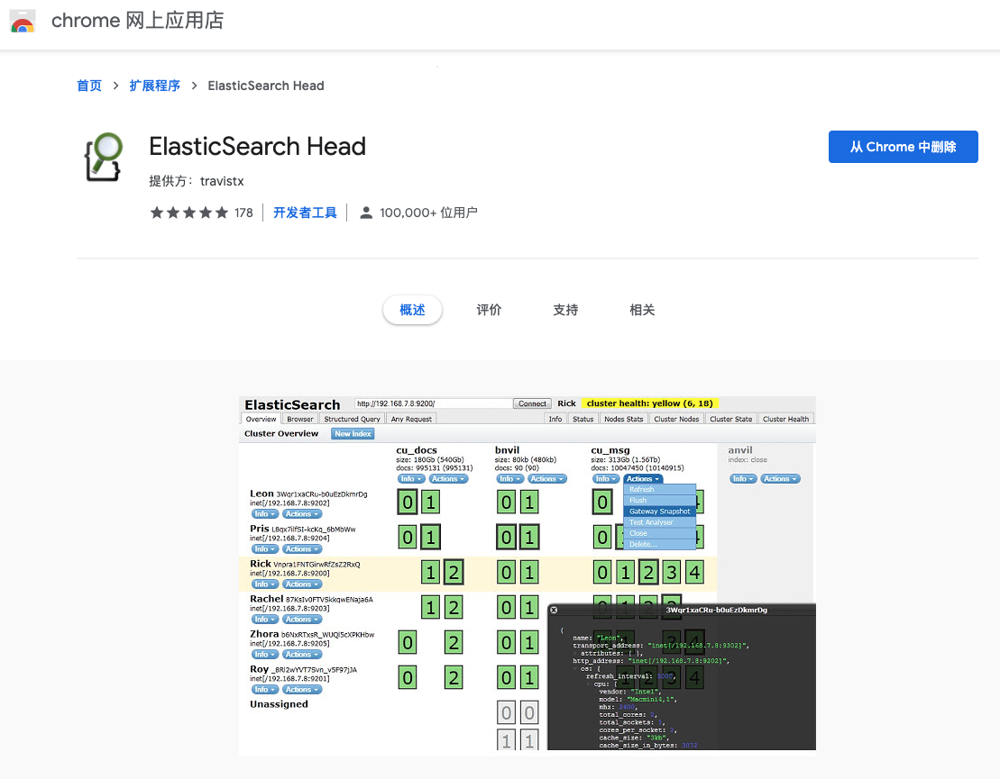 chrome 网上应用店
首页 > 扩展程序 > ElasticSearch Head
ElasticSearch Head
从 Chrome 中删除
提供方: travistx
178 开发者工具 100,000+ 位用户
概述 评价 支持 相关
ElasticSearch http://192.168.7.8:9200/ Connect Rick cluster health: yellow (6, 18)
Overview Browser Structured Query Any Request Info Status Nodes Stats Cluster Nodes Cluster State Cluster Health
Cluster Overview New Index
cu_docs bnvil cu_msg anvil
size: 180Gb (540Gb) size: 80kb (480kb) size: 313Gb (1.56Tb) index: close
docs: 995131 (995131) docs: 90 (90) docs: 10047450 (10140915)
Info Actions Info Actions Info Actions Info Actions
Refresh
Flush
Gateway Snapshot
Test Analyser
Close
Delete...
Leon 3Wqr1xaCRu-b0uEzDkmrDg
inet[/192.168.7.8:9202]
Info Actions
0 1 0 1 0 4
Pris L8qx7ilfSI-kcKq_6bMbWw
inet[/192.168.7.8:9204]
Info Actions
0 1 0 1 0 4
Rick Vnpra1FNTGirwRfZsZ2RxQ
inet[/192.168.7.8:9200]
Info Actions
1 2 0 1 0 1 2 3 4
Rachel 87KsIv0FTVSkkqwENaja6A
inet[/192.168.7.8:9203]
Info Actions
1 2 0 1 0 1 2 3
Zhora b6NxRTxsR_WUQl5cXPKHbw
inet[/192.168.7.8:9205]
Info Actions
0 2 0 1 3 4
Roy _8Rl2wYVT7Svn_v5F97jJA
inet[/192.168.7.8:9201]
Info Actions
0 2 0 1 1 2 3 4
Unassigned
0 0
1 1
3Wqr1xaCRu-b0uEzDkmrDg
{
name: "Leon",
transport_address: "inet[/192.168.7.8:9302]",
attributes: { },
http_address: "inet[/192.168.7.8:9202]",
os: {
refresh_interval: 5000,
cpu: {
vendor: "Intel",
model: "Macmini4,1",
mhz: 2400,
total_cores: 2,
total_sockets: 1,
cores_per_socket: 2,
cache_size: "3kb",
cache_size_in_bytes: 3072